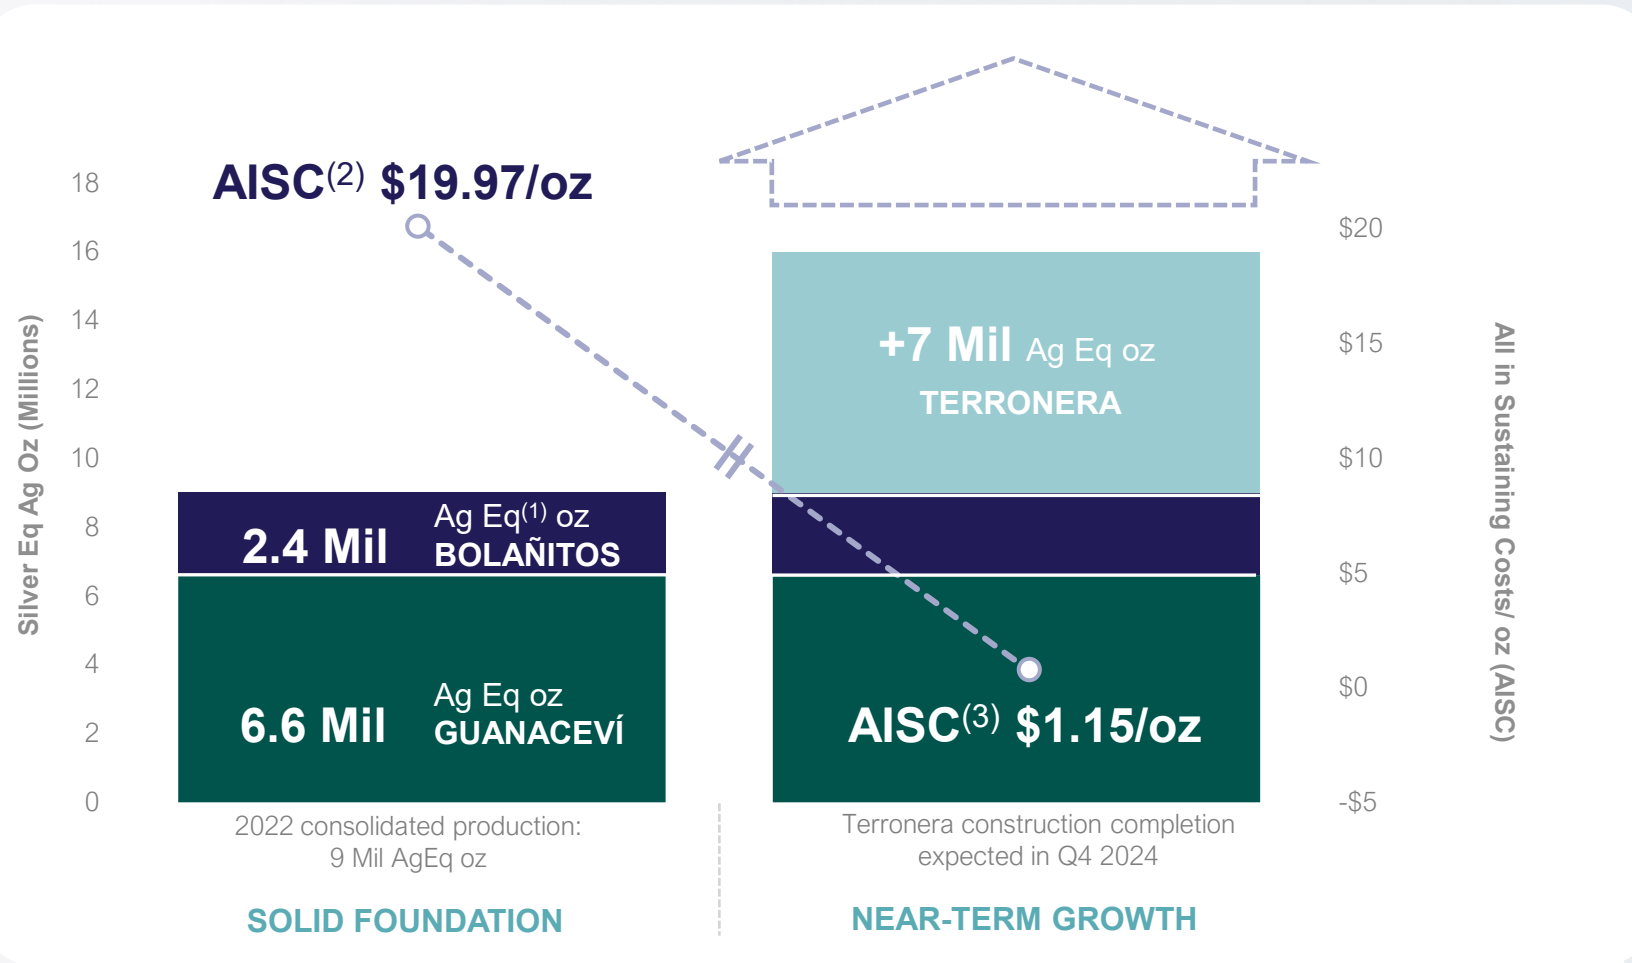 AISC(2) $19.97/oz
18
16
14
12
10
8
6
4
2
0
Silver Eq Ag Oz (Millions)
2.4 Mil
Ag Eq(1) oz
BOLAÑITOS
6.6 Mil
Ag Eq oz
GUANACEVÍ
2022 consolidated production:
9 Mil AgEq oz
SOLID FOUNDATION
+7 Mil Ag Eq oz
TERRONERA
AISC(3) $1.15/oz
Terronera construction completion
expected in Q4 2024
NEAR-TERM GROWTH
$20
$15
$10
$5
$0
-$5
All in Sustaining Costs/ oz (AISC)